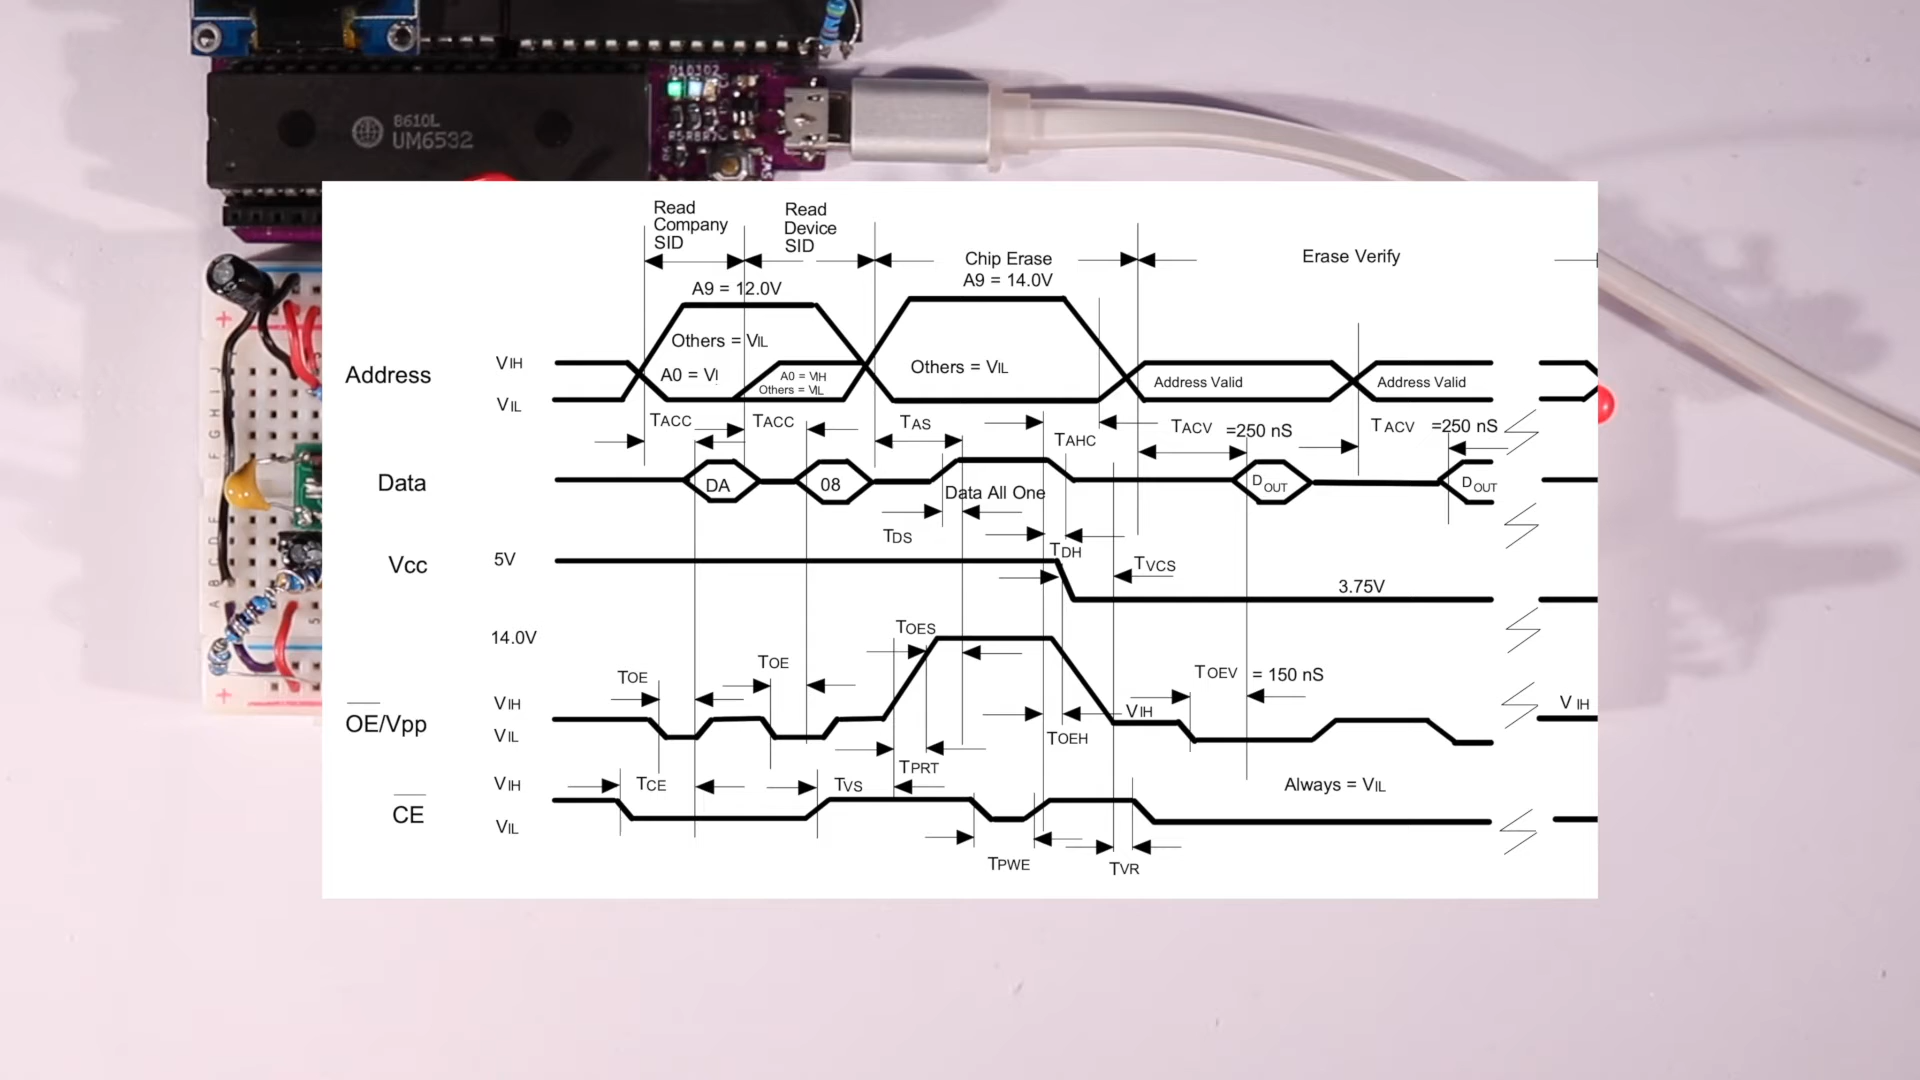 8610L
UM6532
D1D3D2
R5R8R7
Read
Company
SID
Read
Device
SID
Chip Erase
Erase Verify
A9 = 12.0V
A9 = 14.0V
Others = VIL
Others = VIL
Address
VIH
VIL
A0 = VI
A0 = VIH
Others = VIL
Address Valid
Address Valid
TACC
TACC
TAS
TAHC
TACV =250 nS
TACV =250 nS
Data
DA
08
Data All One
DOUT
DOUT
TDS
TDH
Vcc
5V
TVCS
3.75V
14.0V
TOES
TOE
TOE
TOEV = 150 nS
OE/Vpp
VIH
VIL
VIH
VIH
TOEH
TPRT
CE
VIH
VIL
TCE
TVS
Always = VIL
TPWE
TVR